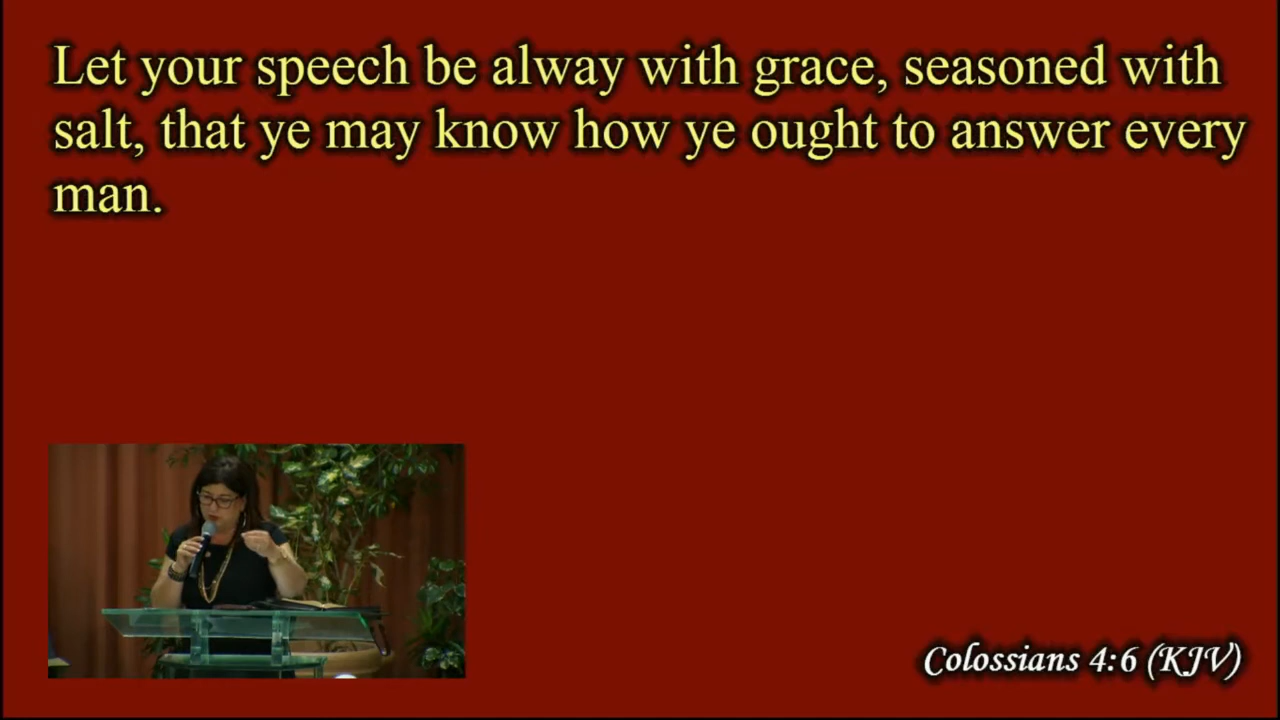 Let your speech be alway with grace, seasoned with
salt, that ye may know how ye ought to answer every
man.
Colossians 4:6 (KJV)